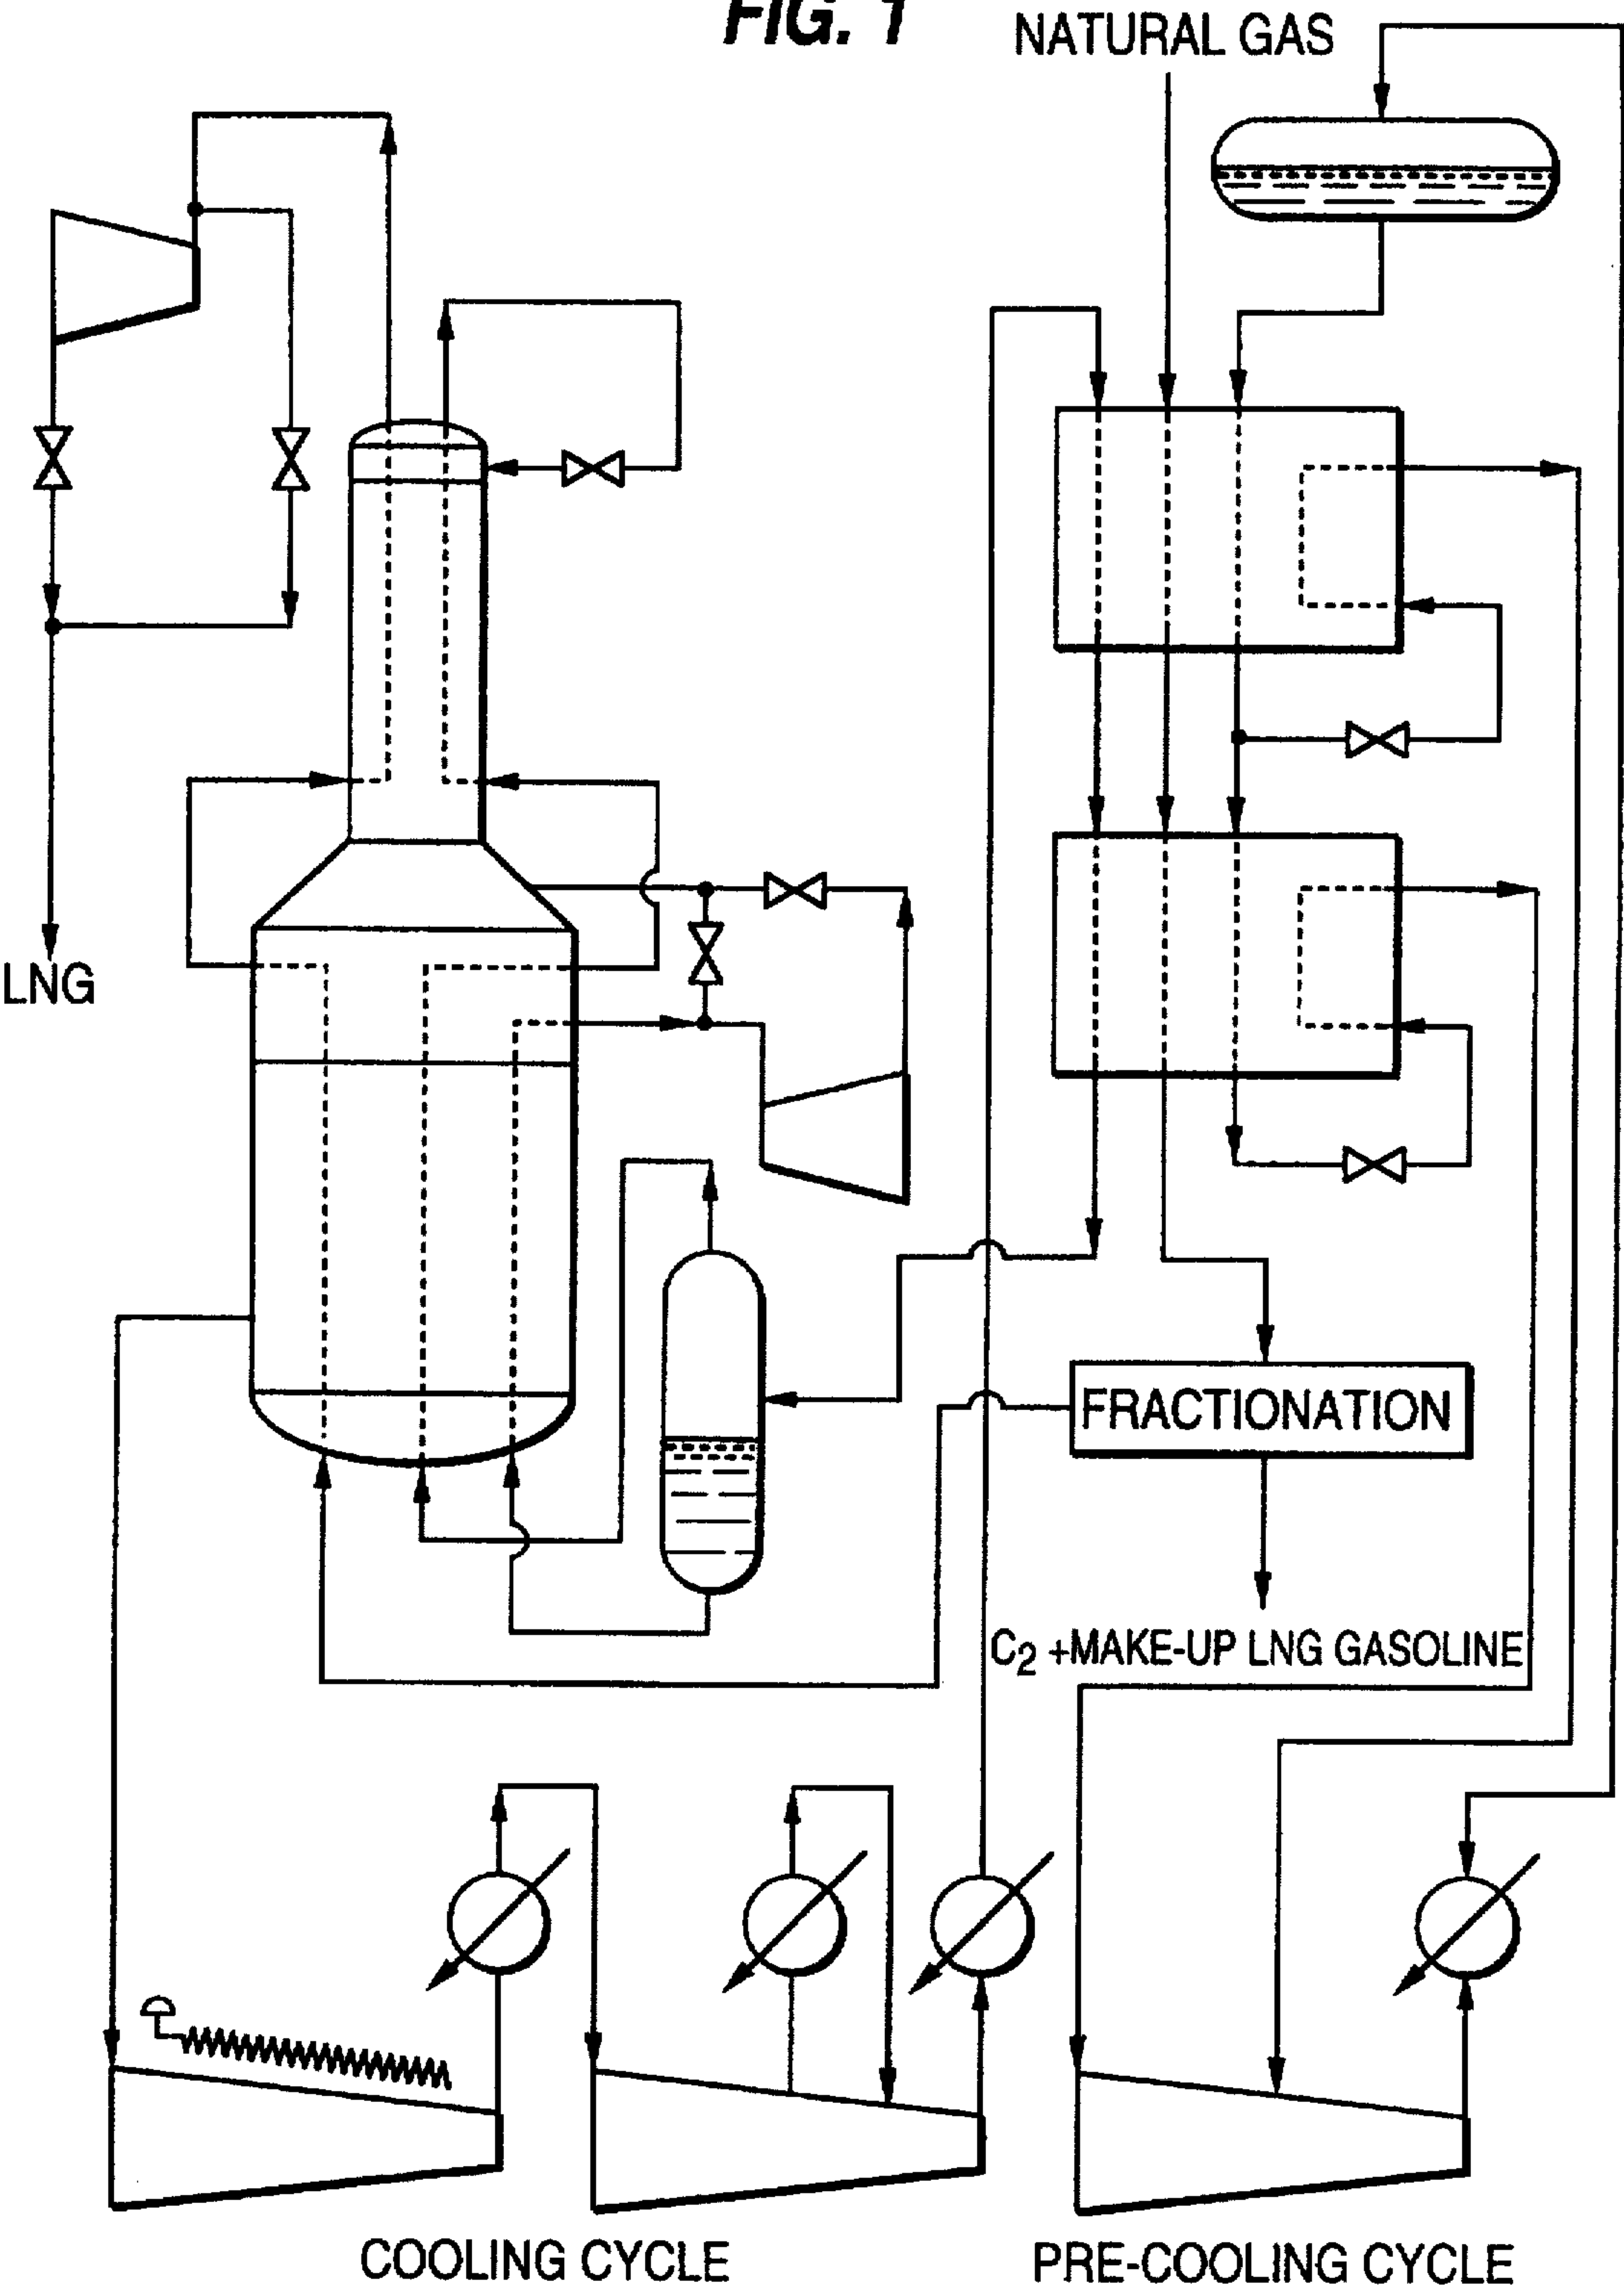 FIG. 1
NATURAL GAS
LNG
FRACTIONATION
C2 +MAKE-UP LNG GASOLINE
COOLING CYCLE
PRE-COOLING CYCLE